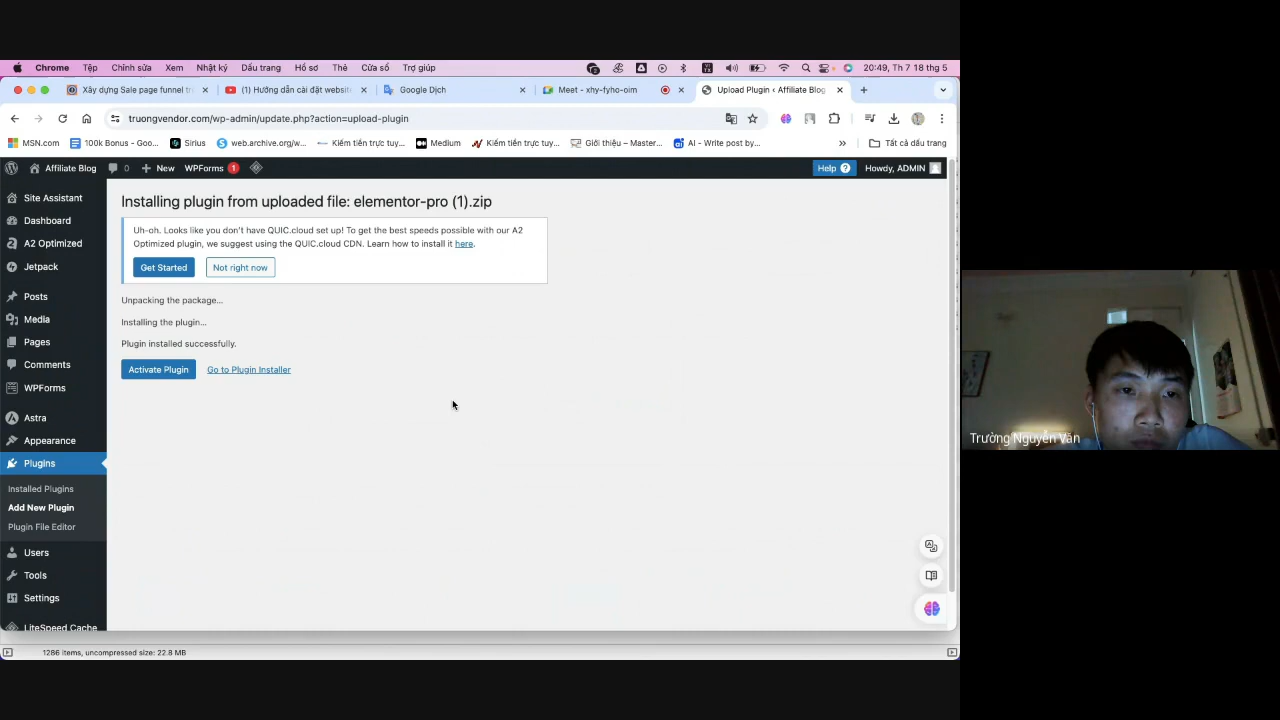 Chrome Tệp Chỉnh sửa Xem Nhật ký Dấu trang Hồ sơ Thẻ Cửa sổ Trợ giúp 20:49, Th 7 18 thg 5
Xây dựng Sale page funnel tr
(1) Hướng dẫn cài đặt websit
Google Dịch
Meet - xhy-fyho-oim
Upload Plugin ‹ Affiliate Blog
truongvendor.com/wp-admin/update.php?action=upload-plugin
MSN.com 100k Bonus - Goo... Sirius web.archive.org/w... Kiếm tiền trực tuy... Medium Kiếm tiền trực tuy... Giới thiệu – Master... AI - Write post by... Tất cả dấu trang
Affiliate Blog 0 New WPForms 1 Help ? Howdy, ADMIN
Site Assistant
Dashboard
A2 Optimized
Jetpack
Posts
Media
Pages
Comments
WPForms
Astra
Appearance
Plugins
Installed Plugins
Add New Plugin
Plugin File Editor
Users
Tools
Settings
LiteSpeed Cache
Installing plugin from uploaded file: elementor-pro (1).zip
Uh-oh. Looks like you don't have QUIC.cloud set up! To get the best speeds possible with our A2
Optimized plugin, we suggest using the QUIC.cloud CDN. Learn how to install it here.
Get Started Not right now
Unpacking the package...
Installing the plugin...
Plugin installed successfully.
Activate Plugin Go to Plugin Installer
1286 items, uncompressed size: 22.8 MB
Trường Nguyễn Văn